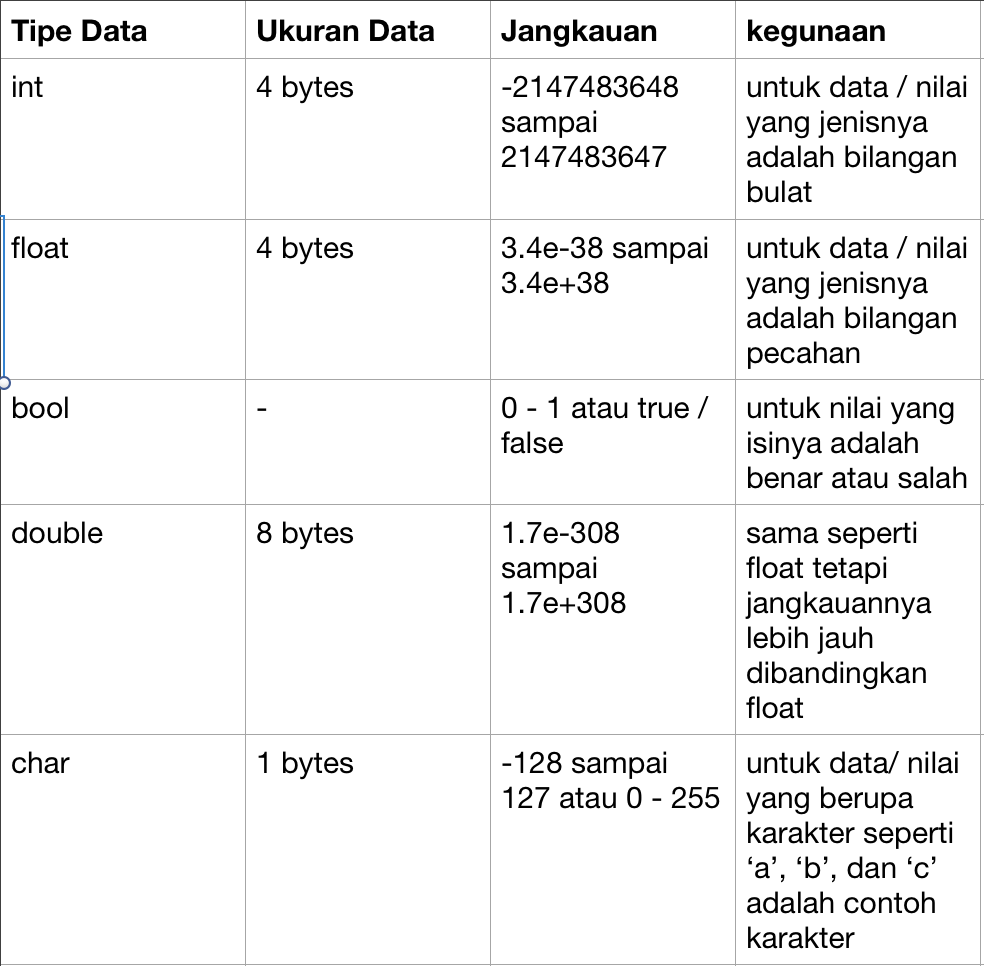 Tipe Data
Ukuran Data
Jangkauan
kegunaan
int
4 bytes
-2147483648
sampai
2147483647
untuk data / nilai
yang jenisnya
adalah bilangan
bulat
float
4 bytes
3.4e-38 sampai
3.4e+38
untuk data / nilai
yang jenisnya
adalah bilangan
pecahan
bool
-
0 - 1 atau true /
false
untuk nilai yang
isinya adalah
benar atau salah
double
8 bytes
1.7e-308
sampai
1.7e+308
sama seperti
float tetapi
jangkauannya
lebih jauh
dibandingkan
float
char
1 bytes
-128 sampai
127 atau 0 - 255
untuk data/ nilai
yang berupa
karakter seperti
‘a’, ‘b’, dan ‘c’
adalah contoh
karakter